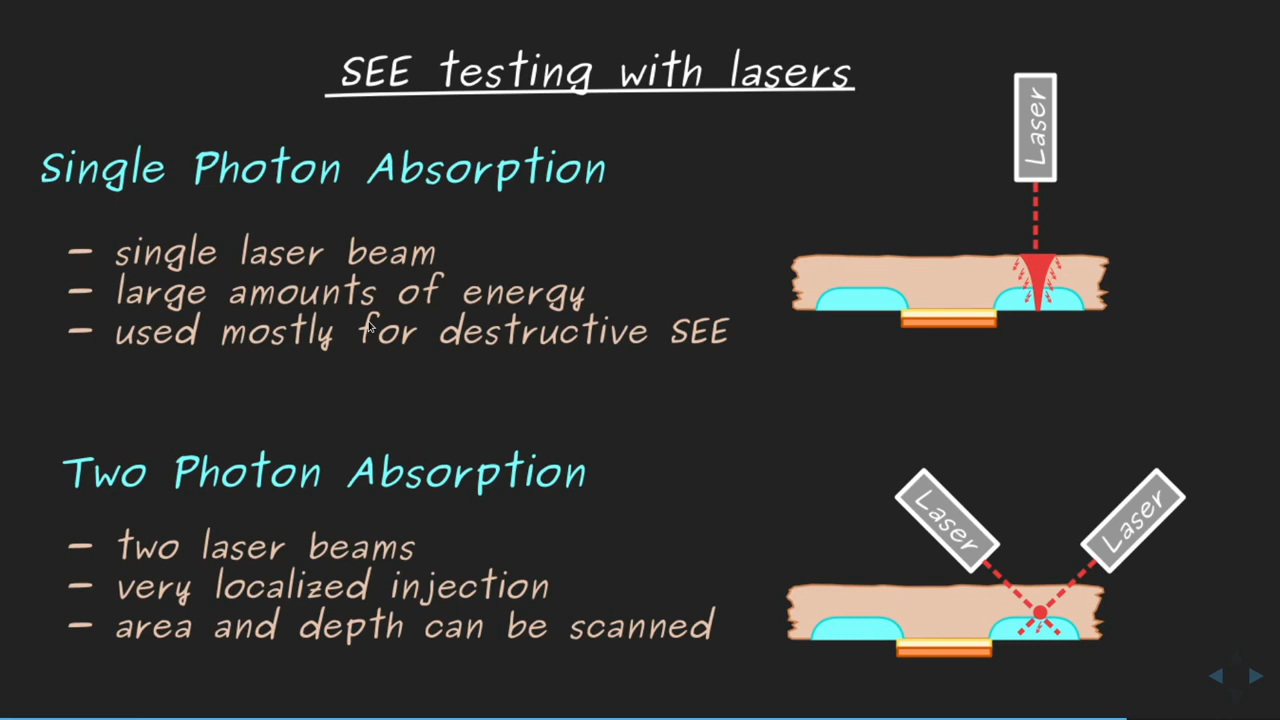 SEE testing with lasers
Laser
Single Photon Absorption
- single laser beam
- large amounts of energy
- used mostly for destructive SEE
Two Photon Absorption
Laser
Laser
- two laser beams
- very localized injection
- area and depth can be scanned